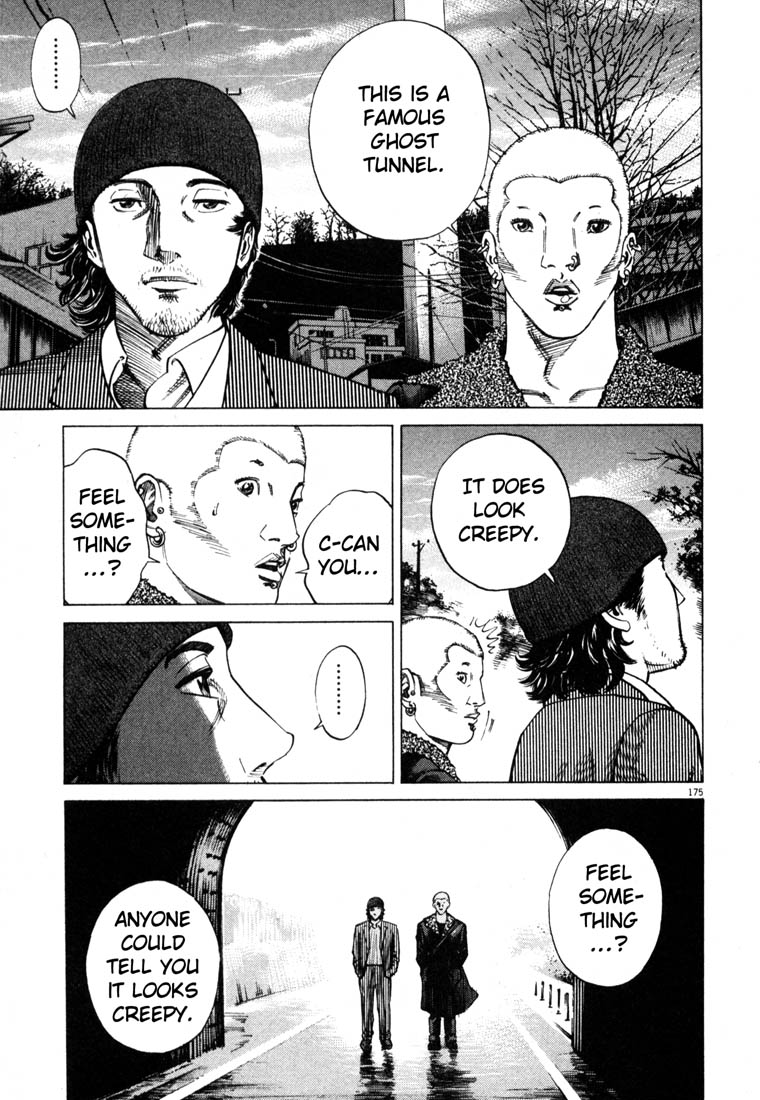 THIS IS A
FAMOUS
GHOST
TUNNEL.
………
IT DOES
LOOK
CREEPY.
C-CAN
YOU...
FEEL
SOME-
THING
...?
………
175
FEEL
SOME-
THING
...?
ANYONE
COULD
TELL YOU
IT LOOKS
CREEPY.